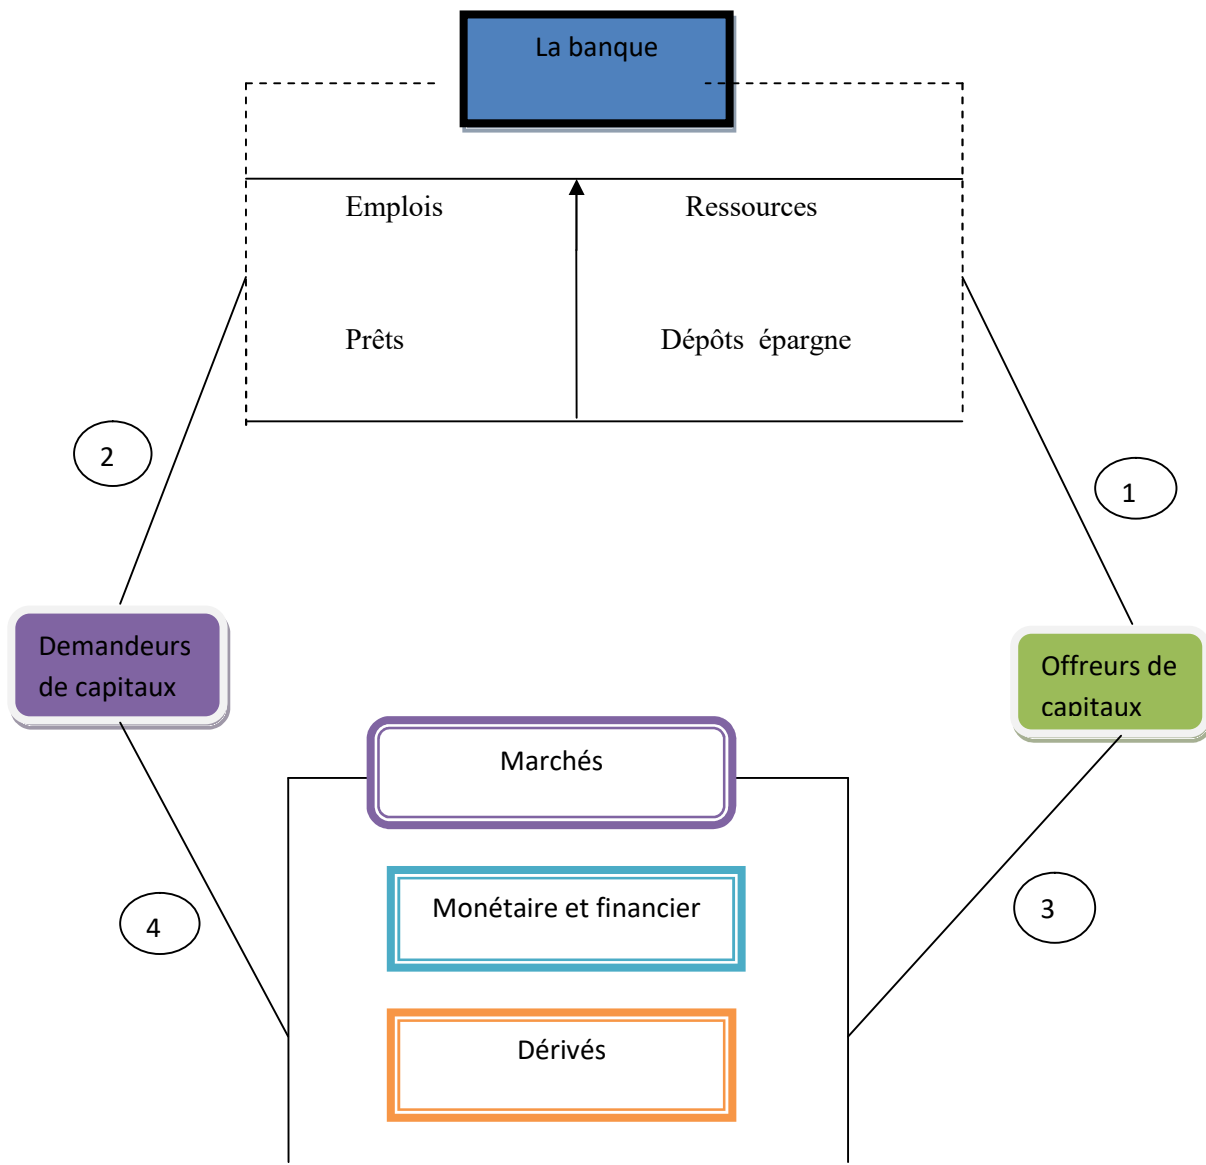 La banque
Emplois Ressources
Prêts Dépôts épargne
2
1
Demandeurs
de capitaux
Offreurs de
capitaux
Marchés
Monétaire et financier
4
3
Dérivés